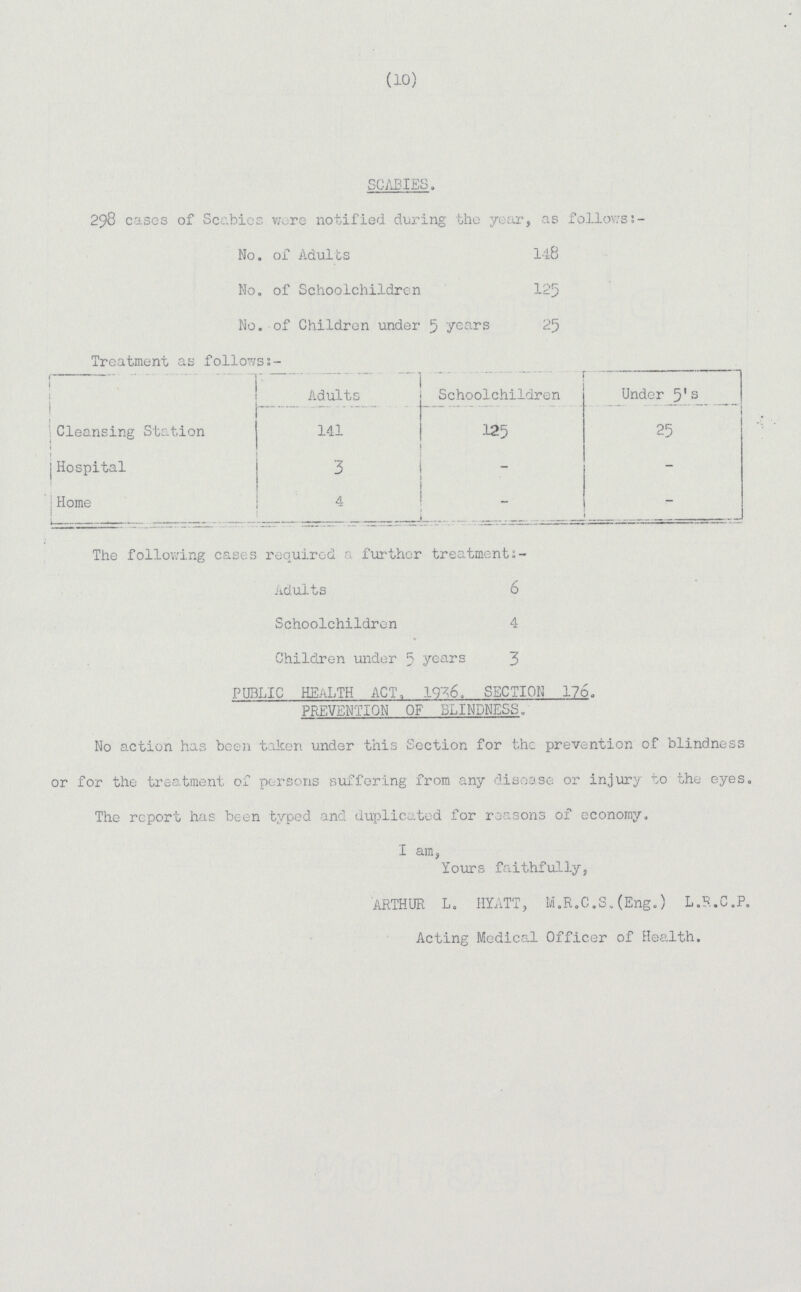 (10)
SCABIES.
298 cases of Scabies were notified during the year, as follows:-
No. of Adults 148
No. of Schoolchildren 125
No. of Children under 5 years 25
Treatment as follows:-
Adults Schoolchildren Under 5's
Cleansing Station 141 125 25
Hospital 3 - -
Home 4 - -
The following cases required a further treatment:-
Adults 6
Schoolchildren 4
Children under 5 years 3
PUBLIC HEALTH ACT, 1936. SECTION 176.
PREVENTION OF BLINDNESS.
No action has been taken under this Section for the prevention of blindness
or for the treatment of persons suffering from any disease or injury to the eyes.
The report has been typed and duplicated for reasons of economy.
I am,
Yours faithfully,
ARTHUR L. HYATT, M.R.C.S.(Eng.) L.R.C.P.
Acting Medical Officer of Health.